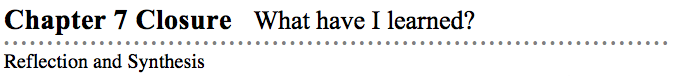 Chapter 7 Closure What have I learned?
Reflection and Synthesis